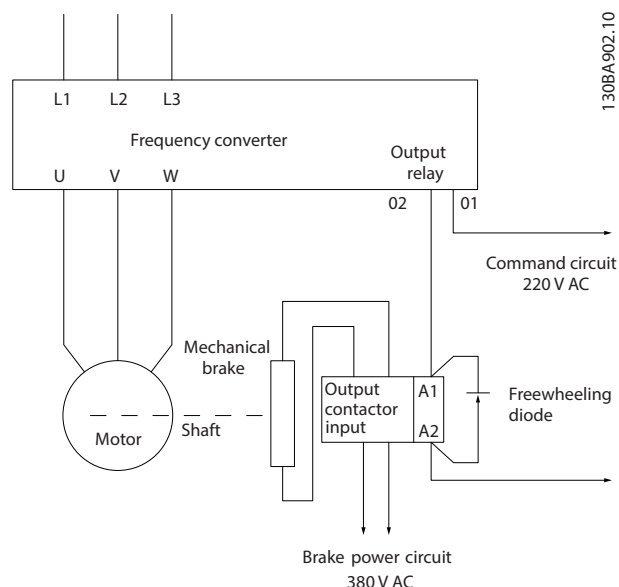 130BA902.10
L1 L2 L3
Frequency converter
Output
relay
U V W
02 01
Command circuit
220 V AC
Mechanical
brake
Output
contactor
input
A1
A2
Freewheeling
diode
Motor
Shaft
Brake power circuit
380 V AC